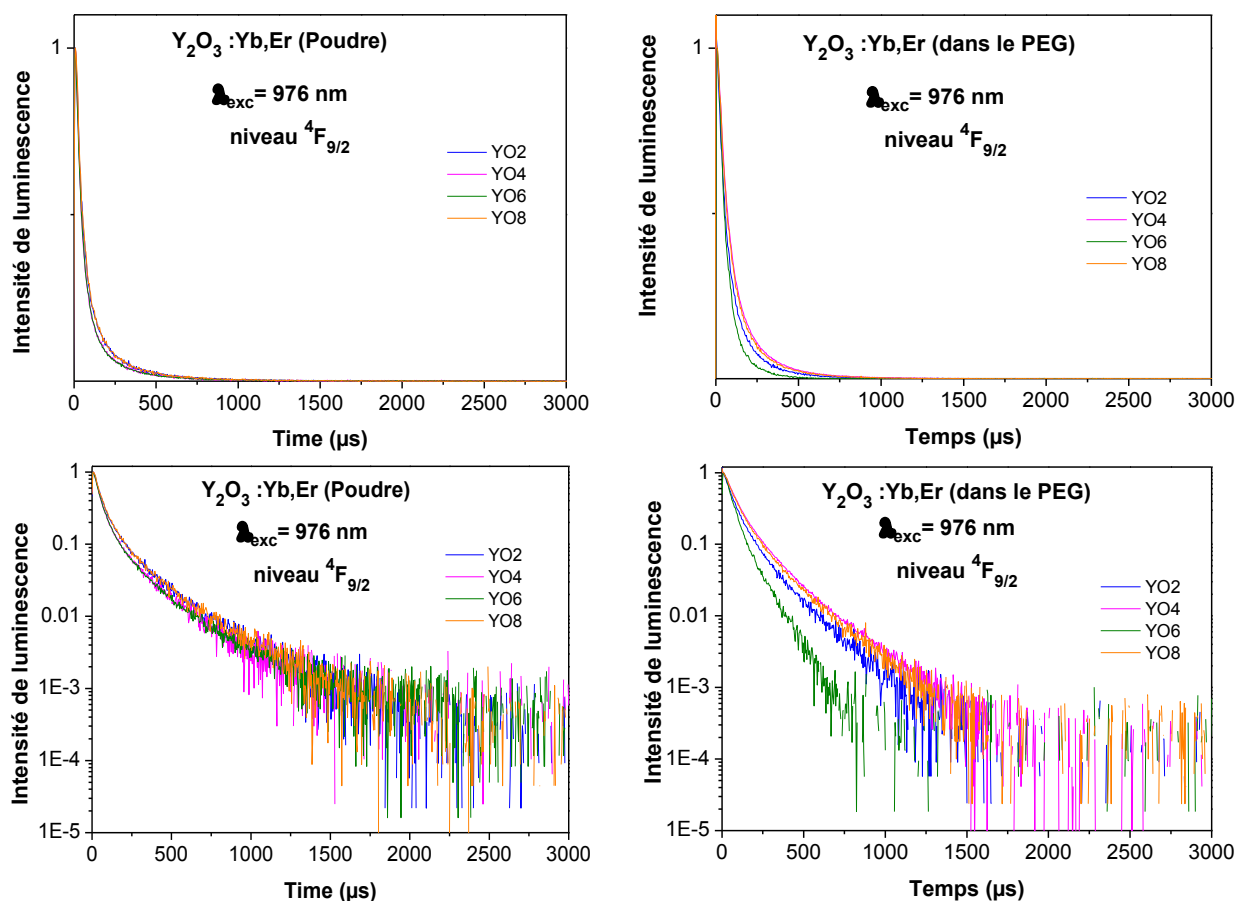 Y2O3 :Yb,Er (Poudre)
exc= 976 nm
niveau 4F9/2
YO2
YO4
YO6
YO8
1
Intensité de luminescence
0 500 1000 1500 2000 2500 3000
Time (µs)
Y2O3 :Yb,Er (dans le PEG)
exc= 976 nm
niveau 4F9/2
YO2
YO4
YO6
YO8
1
Intensité de luminescence
0 500 1000 1500 2000 2500 3000
Temps (µs)
Y2O3 :Yb,Er (Poudre)
exc= 976 nm
niveau 4F9/2
YO2
YO4
YO6
YO8
1
0.1
0.01
1E-3
1E-4
1E-5
Intensité de luminescence
0 500 1000 1500 2000 2500 3000
Time (µs)
Y2O3 :Yb,Er (dans le PEG)
exc= 976 nm
niveau 4F9/2
YO2
YO4
YO6
YO8
1
0.1
0.01
1E-3
1E-4
1E-5
Intensité de luminescence
0 500 1000 1500 2000 2500 3000
Temps (µs)